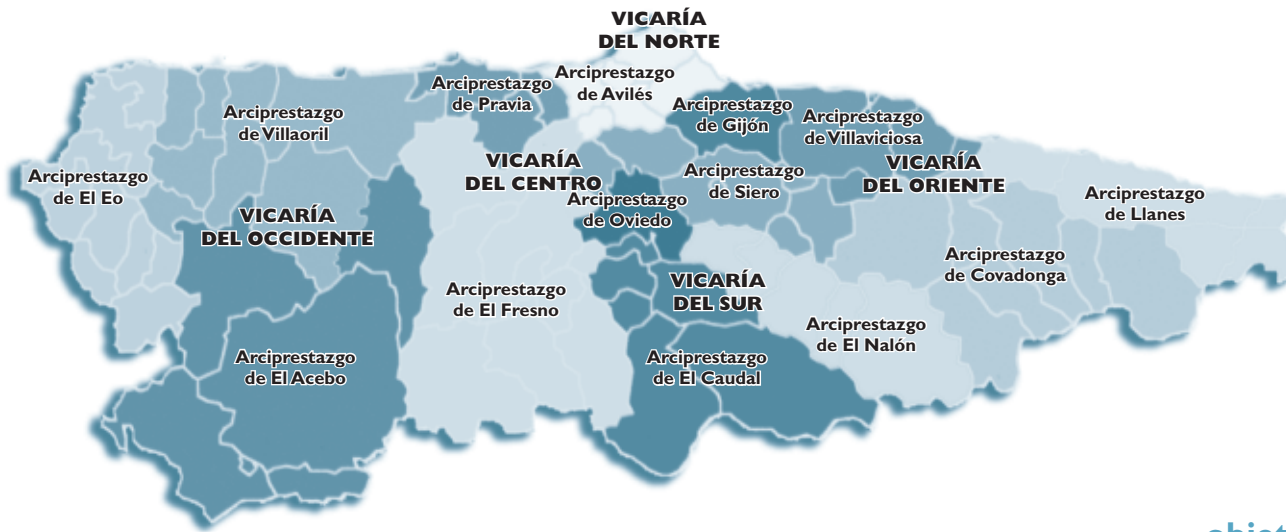 VICARÍA
DEL NORTE
Arciprestazgo
de Avilés
Arciprestazgo
de Pravia
Arciprestazgo
de Villaoril
Arciprestazgo
de Gijón
Arciprestazgo
de Villaviciosa
VICARÍA
DEL CENTRO
VICARÍA
DEL ORIENTE
Arciprestazgo
de El Eo
Arciprestazgo
de Siero
Arciprestazgo
de Llanes
Arciprestazgo
de Oviedo
VICARÍA
DEL OCCIDENTE
Arciprestazgo
de Covadonga
VICARÍA
DEL SUR
Arciprestazgo
de El Fresno
Arciprestazgo
de El Nalón
Arciprestazgo
de El Acebo
Arciprestazgo
de El Caudal